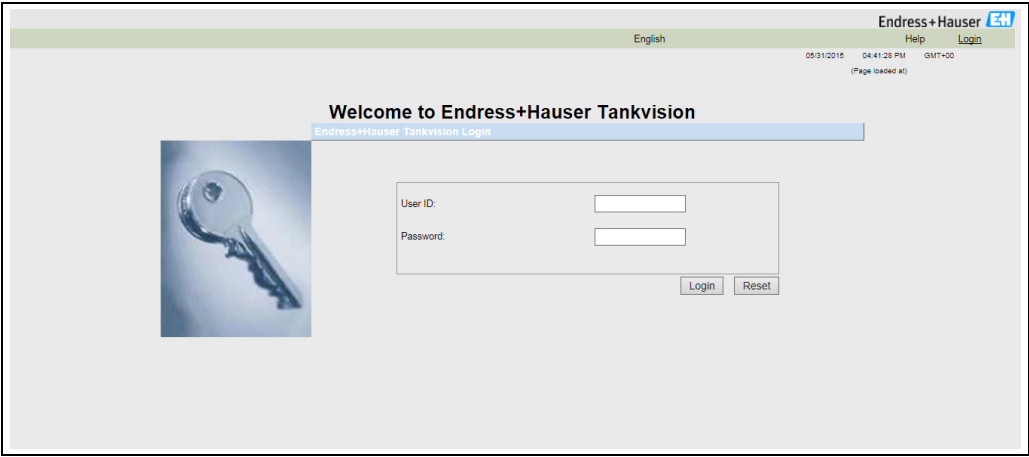 Endress+Hauser EH
English Help Login
05/31/2015 04:41:28 PM GMT+00
(Page loaded at)
Welcome to Endress+Hauser Tankvision
Endress+Hauser Tankvision Login
User ID:
Password:
Login Reset